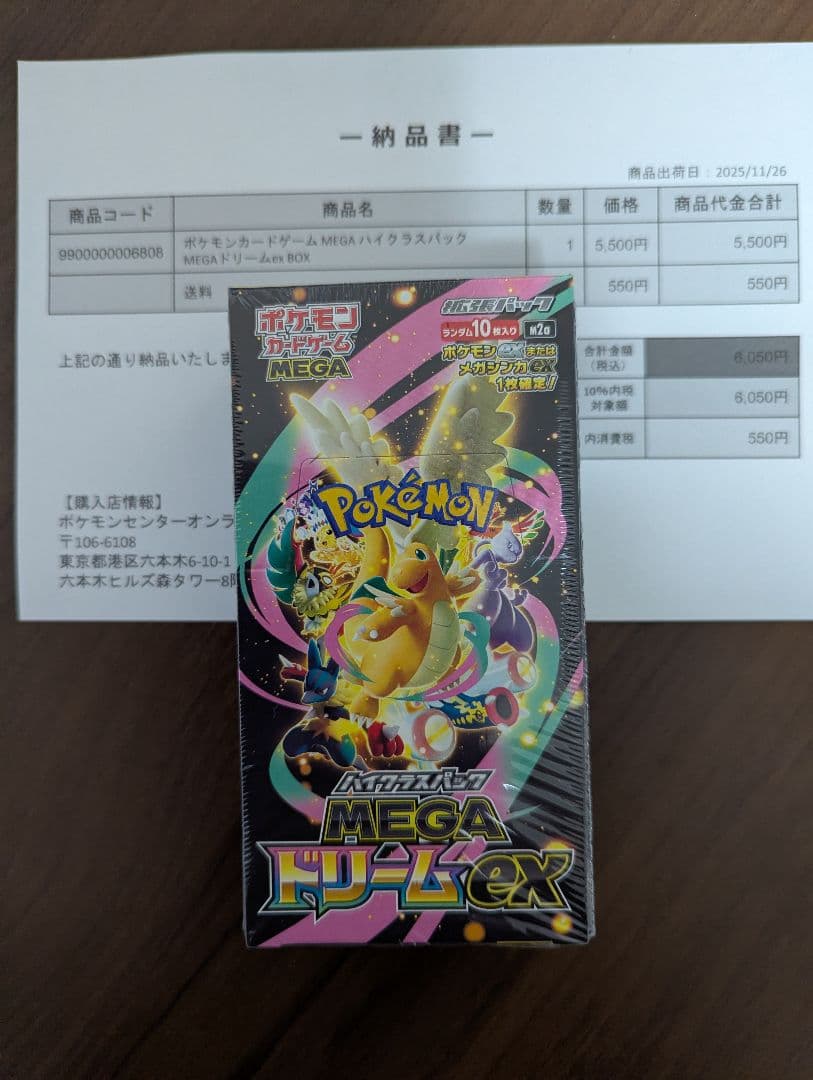 ー 納 品 書 ー
商品出荷日：2025/11/26
商品コード 商品名 数量 価格 商品代金合計
9900000006808 ポケモンカードゲーム MEGA ハイクラスパック MEGAドリームex BOX 1 5,500円 5,500円
送料 550円 550円
上記の通り納品いたしま
合計金額(税込) 6,050円
10%内税対象額 6,050円
内消費税 550円
【購入店情報】
ポケモンセンターオンラ
〒106-6108
東京都港区六本木6-10-1
六本木ヒルズ森タワー8階
ポケモン
カードゲーム
MEGA
拡張パック
ランダム10枚入り M2a
ポケモンexまたは
メガシンカex
1枚確定!
POKÉMON
ハイクラスパック
MEGA
ドリームex